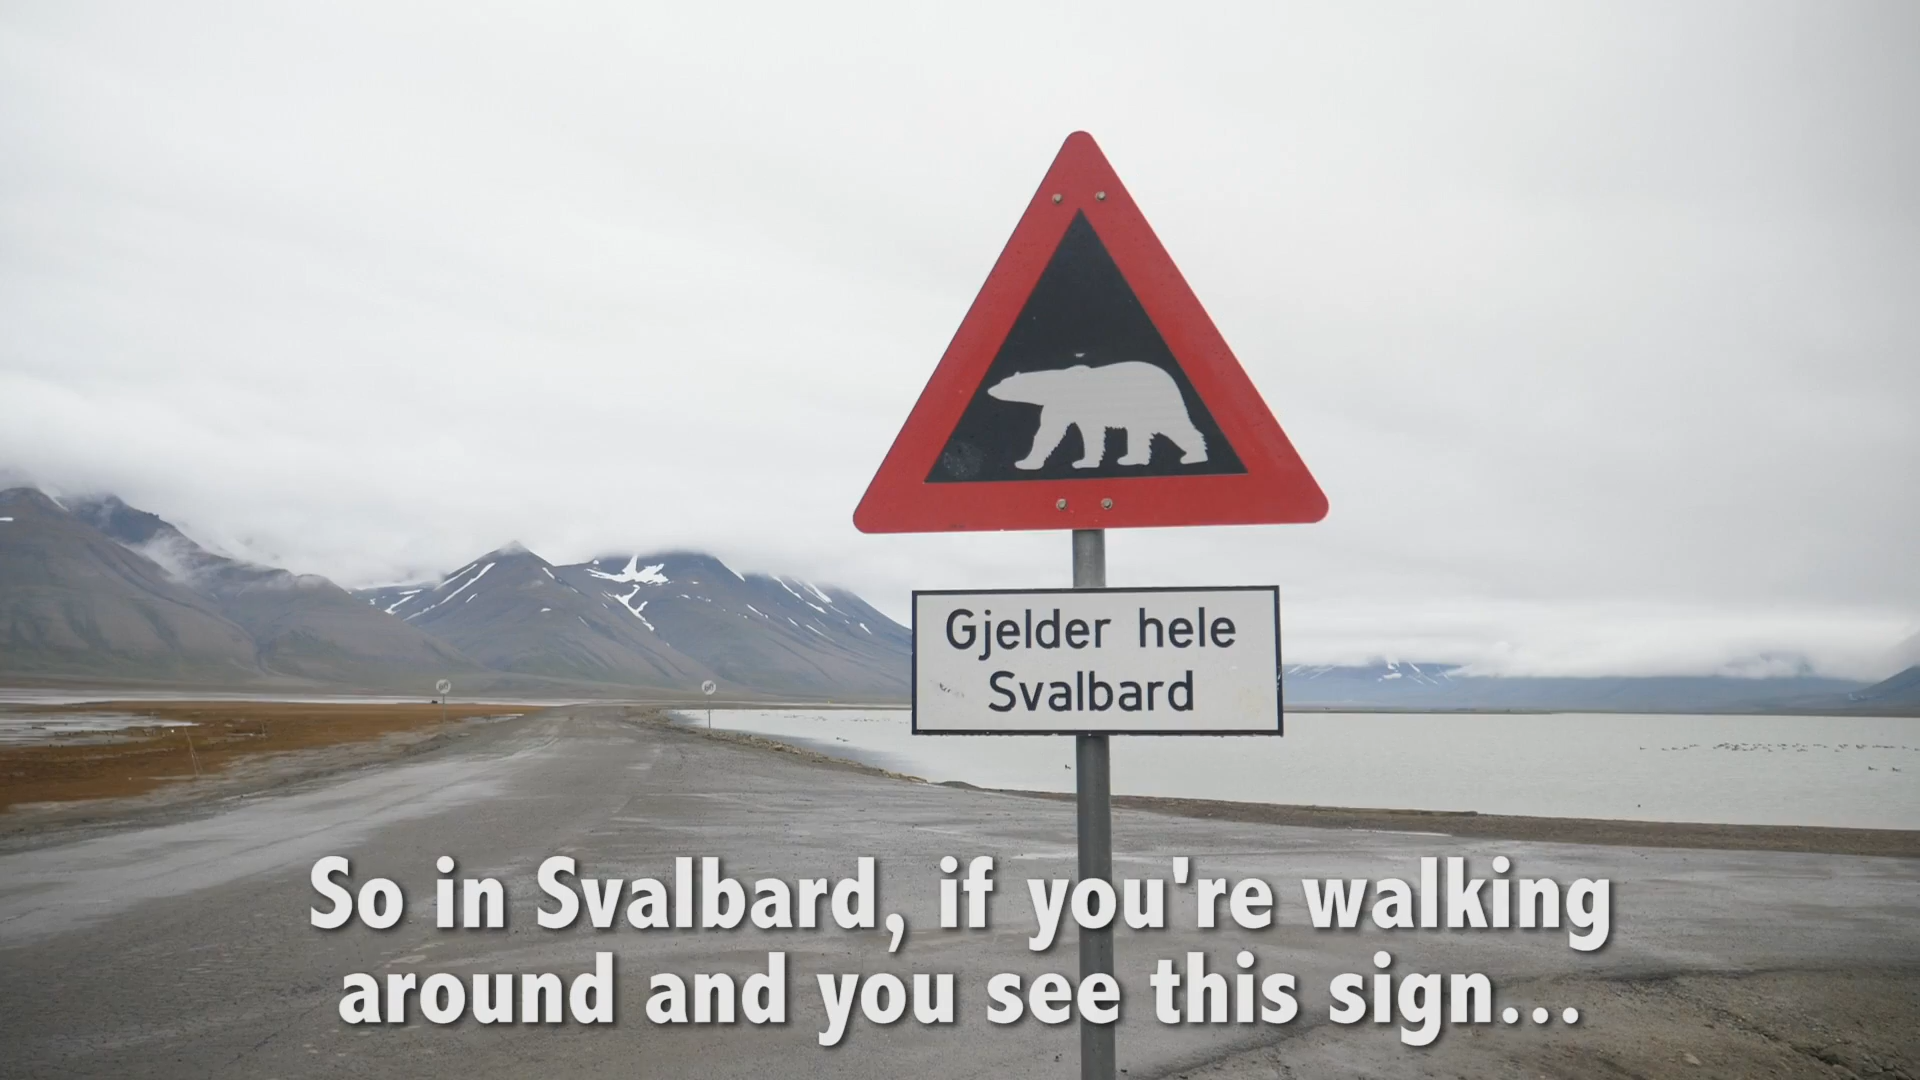 Gjelder hele
Svalbard
So in Svalbard, if you're walking
around and you see this sign...